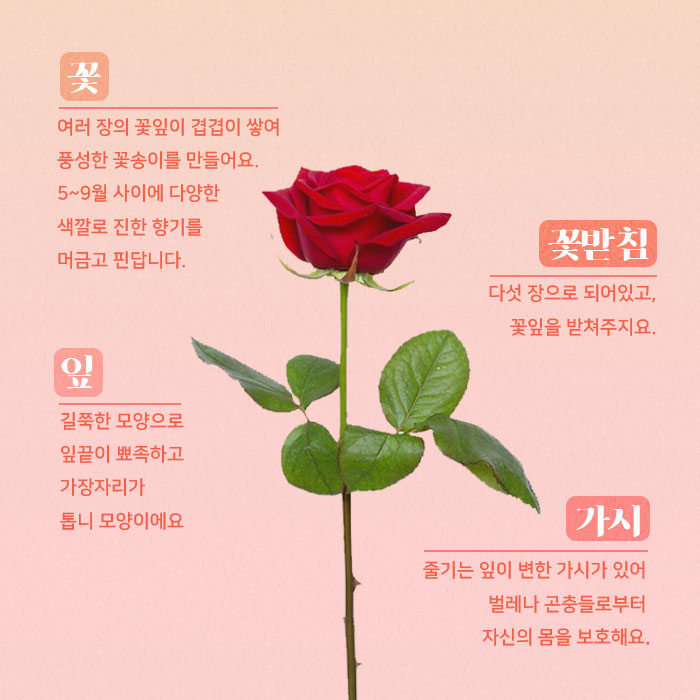 꽃
여러 장의 꽃잎이 겹겹이 쌓여
풍성한 꽃송이를 만들어요.
5~9월 사이에 다양한
색깔로 진한 향기를
머금고 핀답니다.
꽃받침
다섯 장으로 되어있고,
꽃잎을 받쳐주지요.
잎
길쭉한 모양으로
잎끝이 뾰족하고
가장자리가
톱니 모양이에요
가시
줄기는 잎이 변한 가시가 있어
벌레나 곤충들로부터
자신의 몸을 보호해요.